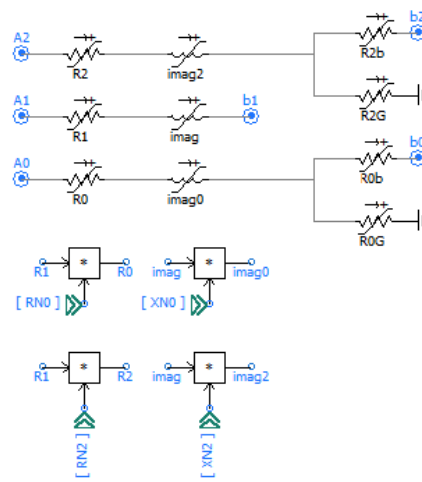 A2
b2
R2
imag2
R2b
A1
b1
R1
imag
R2G
A0
b0
R0
imag0
R0b
R0G
R1
*
R0
imag
*
imag0
[ RN0 ]
[ XN0 ]
R1
*
R2
imag
*
imag2
[ RN2 ]
[ XN2 ]